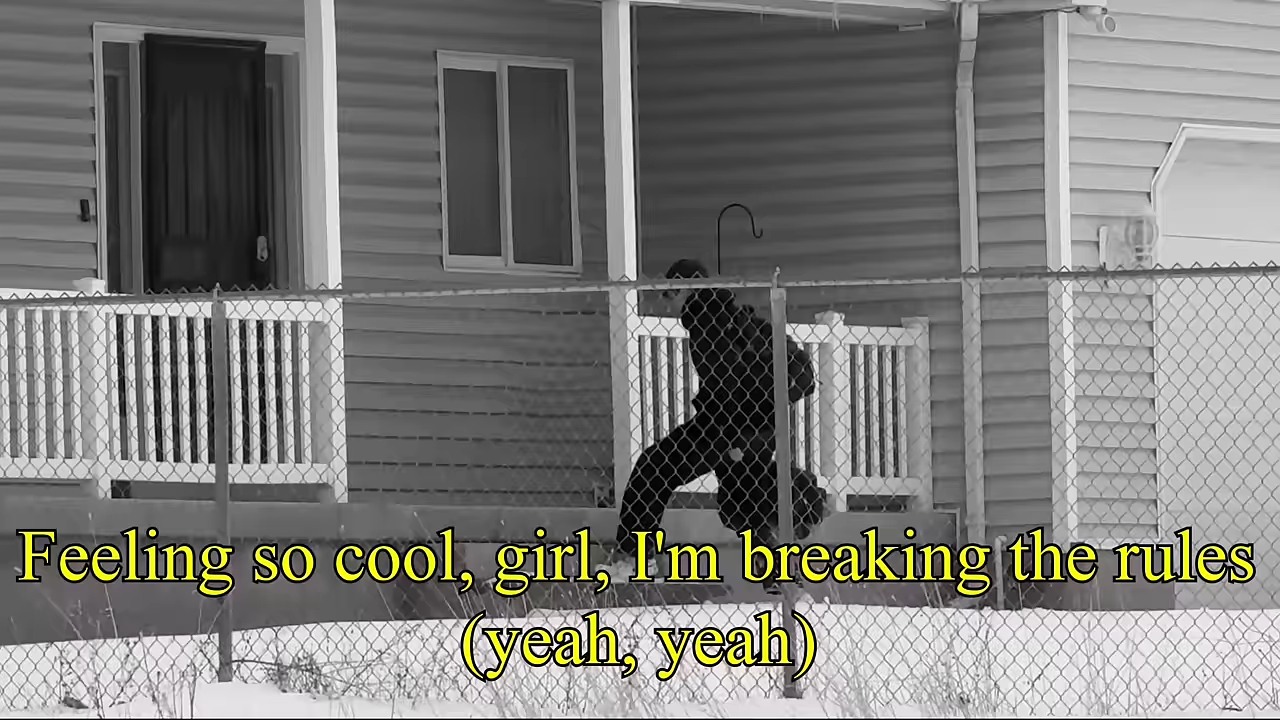 Feeling so cool, girl, I'm breaking the rules
(yeah, yeah)